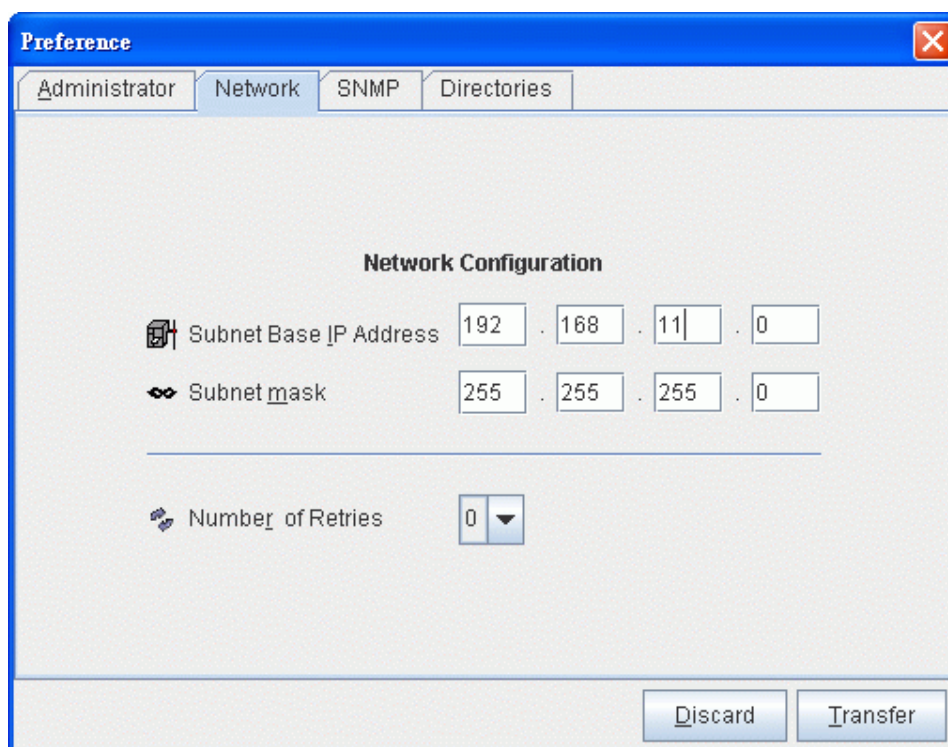 Preference
Administrator Network SNMP Directories
Network Configuration
Subnet Base IP Address 192 . 168 . 11 . 0
Subnet mask 255 . 255 . 255 . 0
Number of Retries 0
Discard Transfer